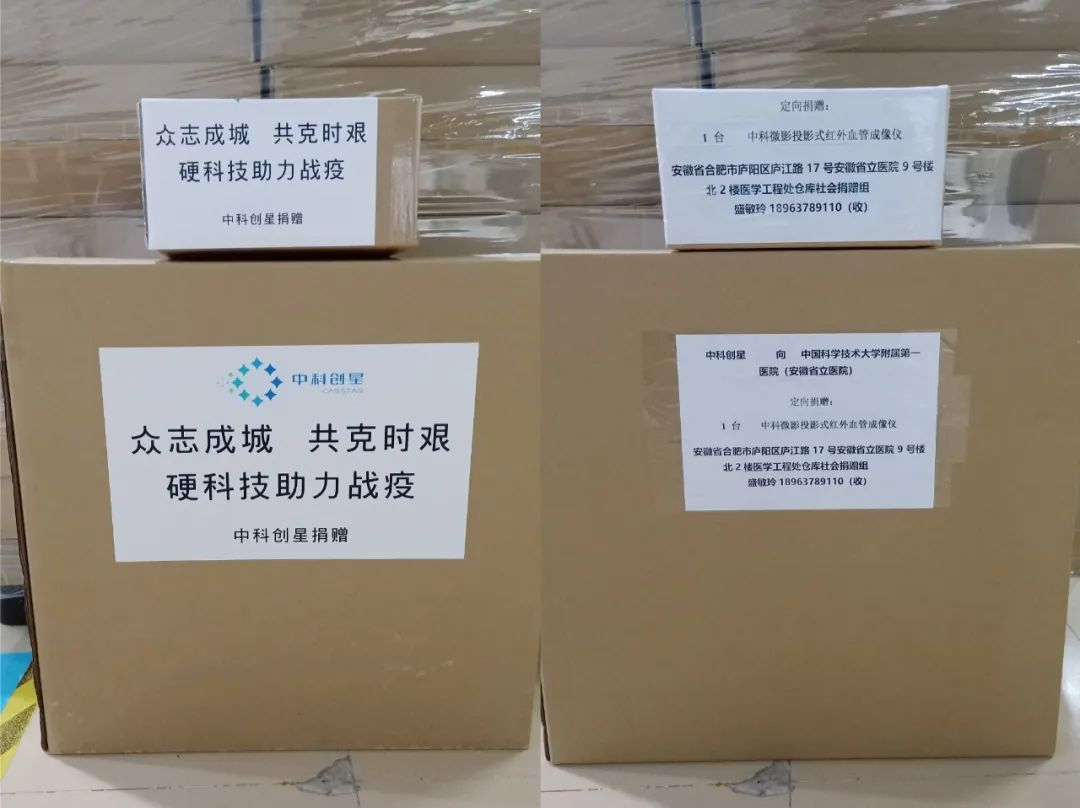 众志成城 共克时艰
硬科技助力战疫
中科创星捐赠
中科创星
CASSTAR
众志成城 共克时艰
硬科技助力战疫
中科创星捐赠
定向捐赠：
1 台 中科微影投影式红外血管成像仪
安徽省合肥市庐阳区庐江路 17 号安徽省立医院 9 号楼
北 2 楼医学工程处仓库社会捐赠组
盛敏玲 18963789110（收）
中科创星 向 中国科学技术大学附属第一
医院（安徽省立医院）
定向捐赠：
1 台 中科微影投影式红外血管成像仪
安徽省合肥市庐阳区庐江路 17 号安徽省立医院 9 号楼
北 2 楼医学工程处仓库社会捐赠组
盛敏玲 18963789110（收）